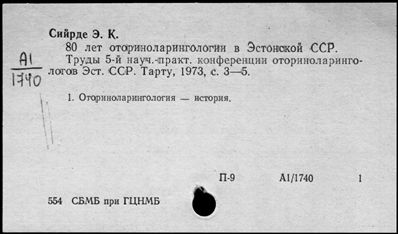 Сийрде Э. К.
А1
1740
80 лет оториноларингологии в Эстонской ССР.
Труды 5-й науч.-практ. конференции оториноларинго-
логов Эст. ССР. Тарту, 1973, с. 3—5.
1. Оториноларингология — история.
П-9 А1/1740 1
554 СБМБ при ГЦНМБ